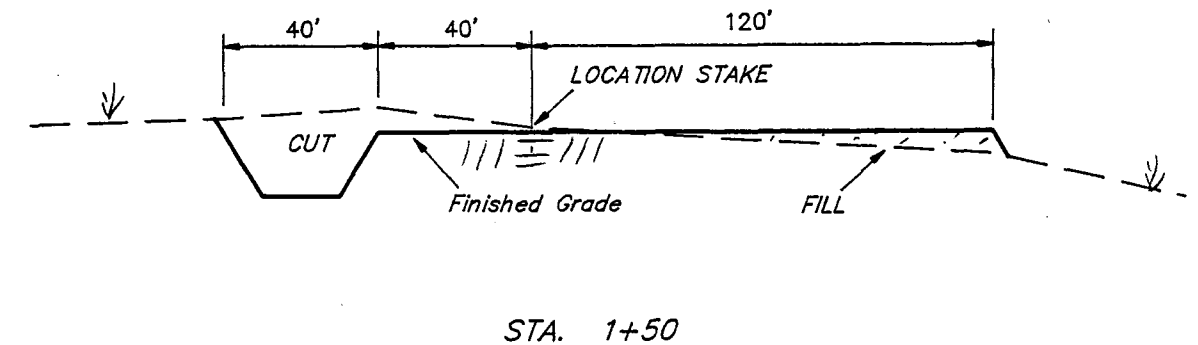 40' 40' 120'
LOCATION STAKE
CUT
Finished Grade
FILL
STA. 1+50